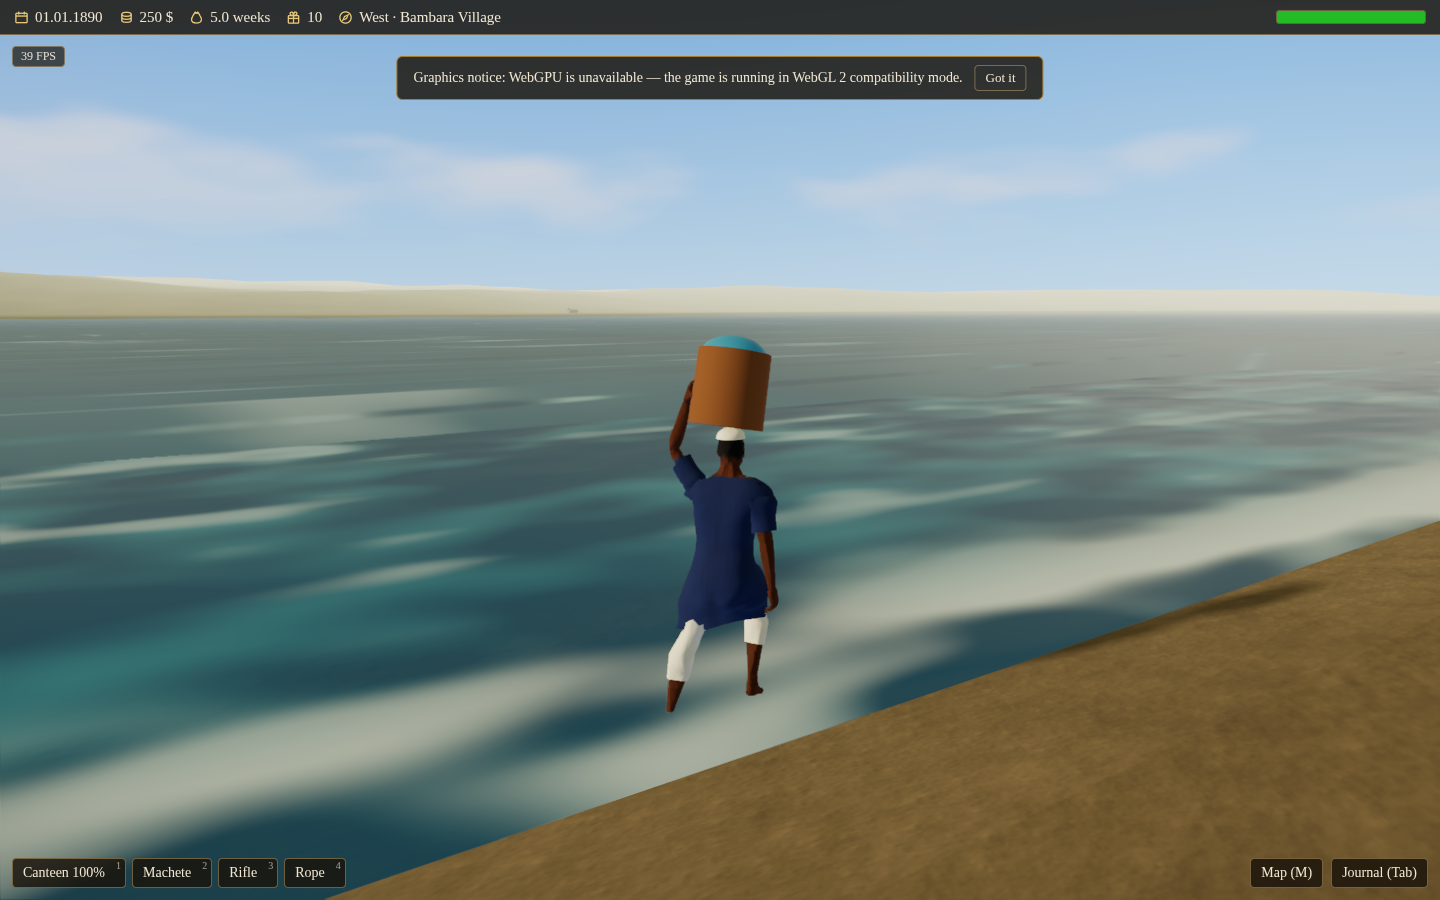 01.01.1890 250 $ 5.0 weeks 10 West · Bambara Village
39 FPS
Graphics notice: WebGPU is unavailable — the game is running in WebGL 2 compatibility mode. Got it
Canteen 100% 1 Machete 2 Rifle 3 Rope 4 Map (M) Journal (Tab)